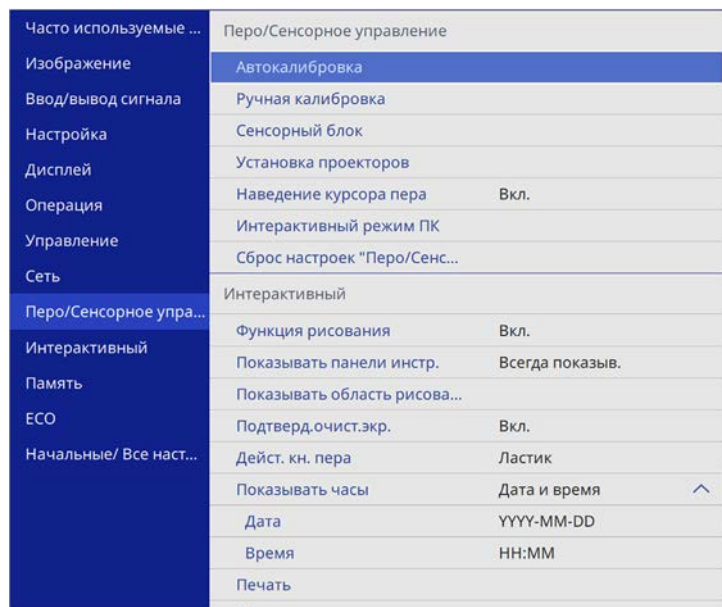 Часто используемые ...
Изображение
Ввод/вывод сигнала
Настройка
Дисплей
Операция
Управление
Сеть
Перо/Сенсорное упра...
Интерактивный
Память
ECO
Начальные/ Все наст...
Перо/Сенсорное управление
Автокалибровка
Ручная калибровка
Сенсорный блок
Установка проекторов
Наведение курсора пера Вкл.
Интерактивный режим ПК
Сброс настроек "Перо/Сенс...
Интерактивный
Функция рисования Вкл.
Показывать панели инстр. Всегда показыв.
Показывать область рисова...
Подтверд.очист.экр. Вкл.
Дейст. кн. пера Ластик
Показывать часы Дата и время
Дата YYYY-MM-DD
Время HH:MM
Печать